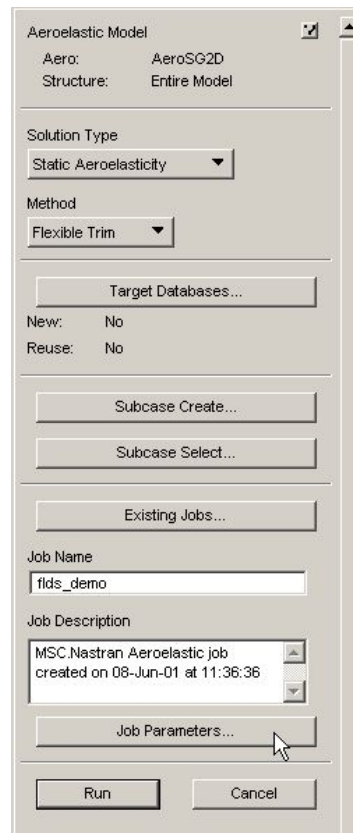 Aeroelastic Model
Aero: AeroSG2D
Structure: Entire Model
Solution Type
Static Aeroelasticity
Method
Flexible Trim
Target Databases...
New: No
Reuse: No
Subcase Create...
Subcase Select...
Existing Jobs...
Job Name
flds_demo
Job Description
MSC.Nastran Aeroelastic job
created on 08-Jun-01 at 11:36:36
Job Parameters...
Run Cancel